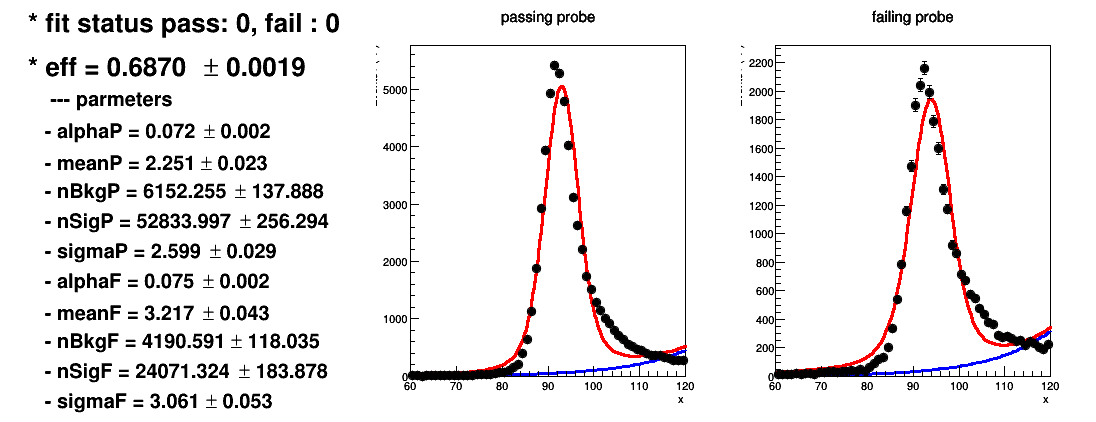 * fit status pass: 0, fail : 0
* eff = 0.6870 ± 0.0019
--- parmeters
- alphaP = 0.072 ± 0.002
- meanP = 2.251 ± 0.023
- nBkgP = 6152.255 ± 137.888
- nSigP = 52833.997 ± 256.294
- sigmaP = 2.599 ± 0.029
- alphaF = 0.075 ± 0.002
- meanF = 3.217 ± 0.043
- nBkgF = 4190.591 ± 118.035
- nSigF = 24071.324 ± 183.878
- sigmaF = 3.061 ± 0.053
passing probe
5000
4000
3000
2000
1000
0
60 70 80 90 100 110 120
x
failing probe
2200
2000
1800
1600
1400
1200
1000
800
600
400
200
0
60 70 80 90 100 110 120
x